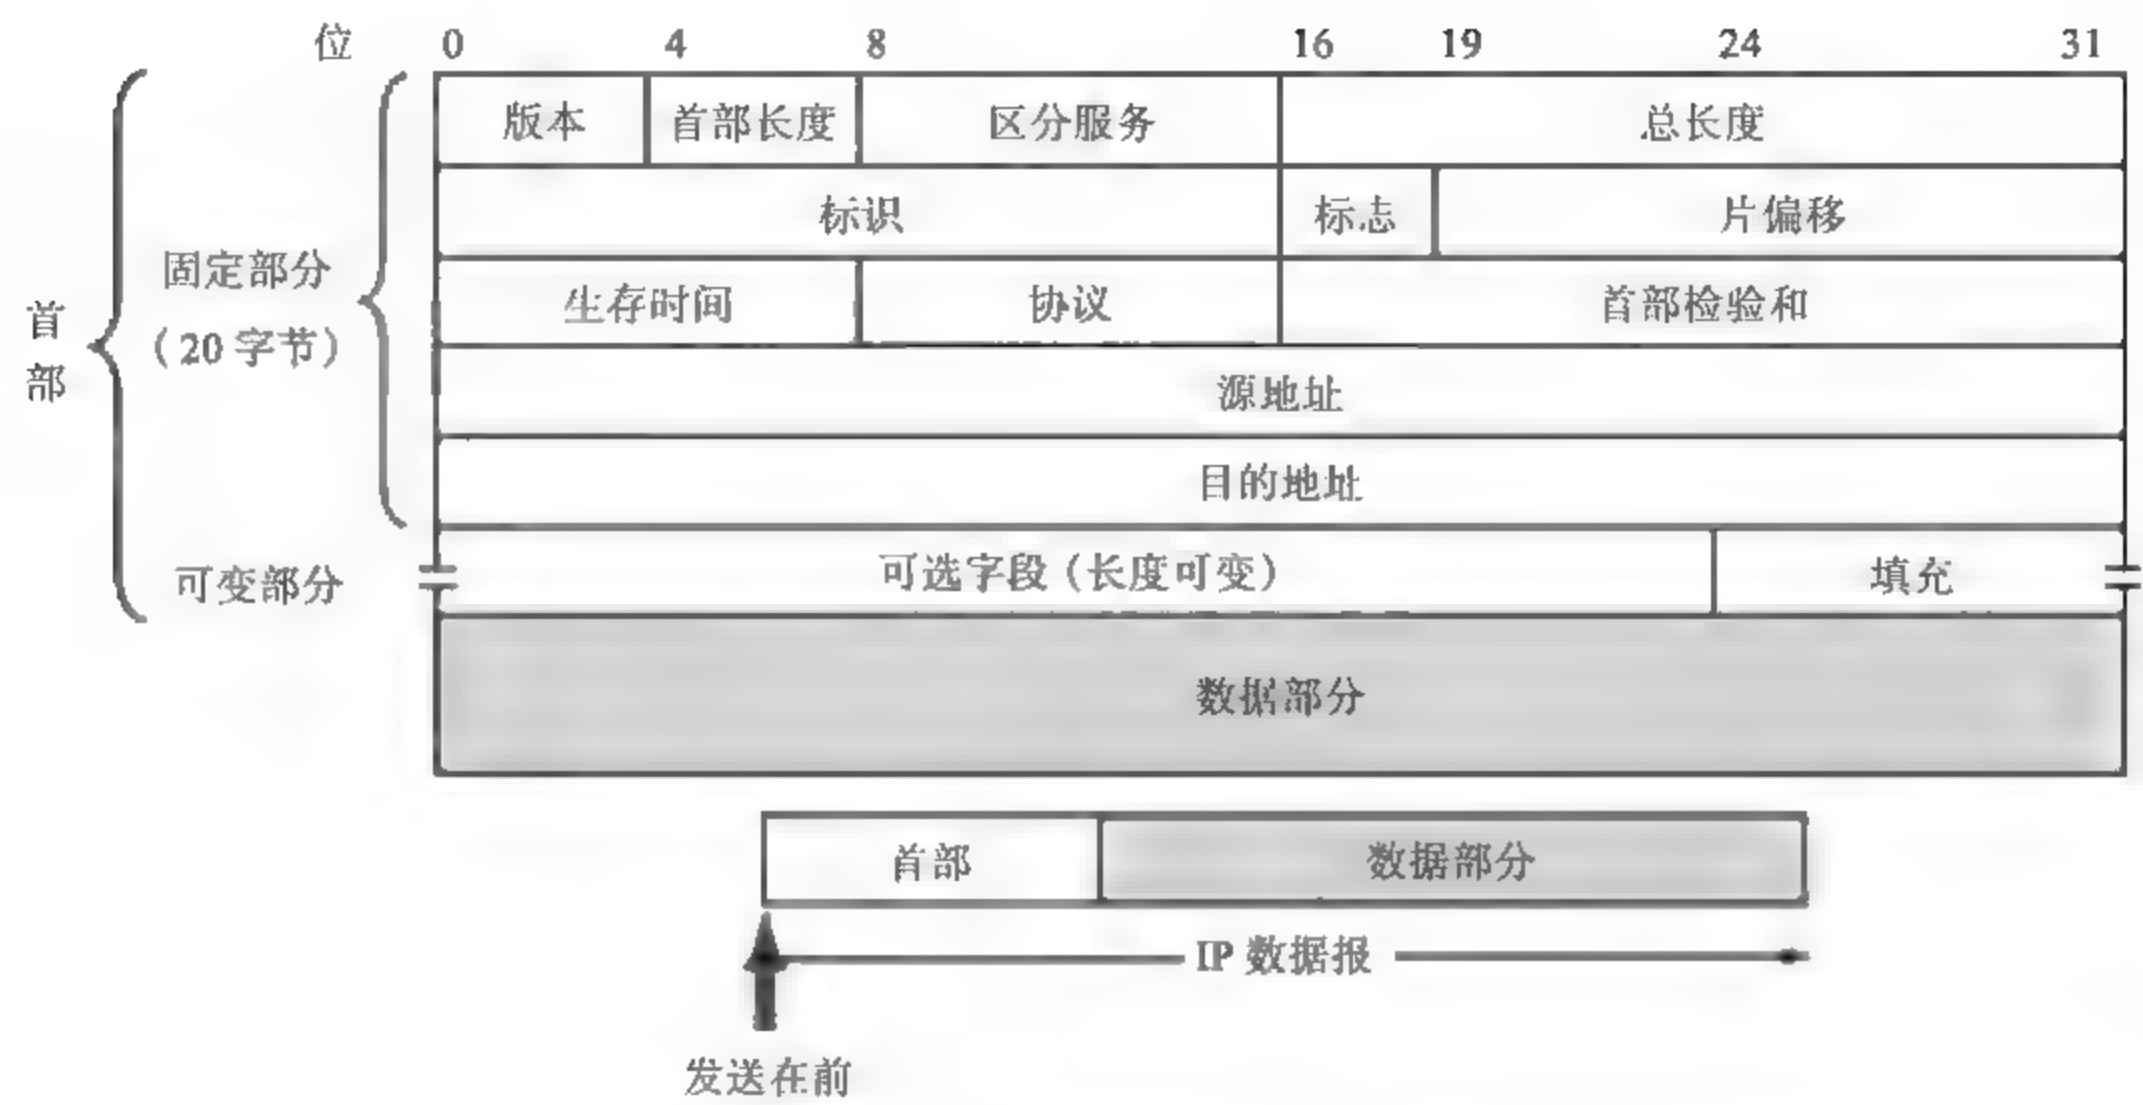 位 0 4 8 16 19 24 31
版本 首部长度 区分服务 总长度
标识 标志 片偏移
固定部分
(20 字节)
生存时间 协议 首部检验和
首部
源地址
目的地址
可变部分 可选字段(长度可变) 填充
数据部分
首部 数据部分
IP 数据报
发送在前